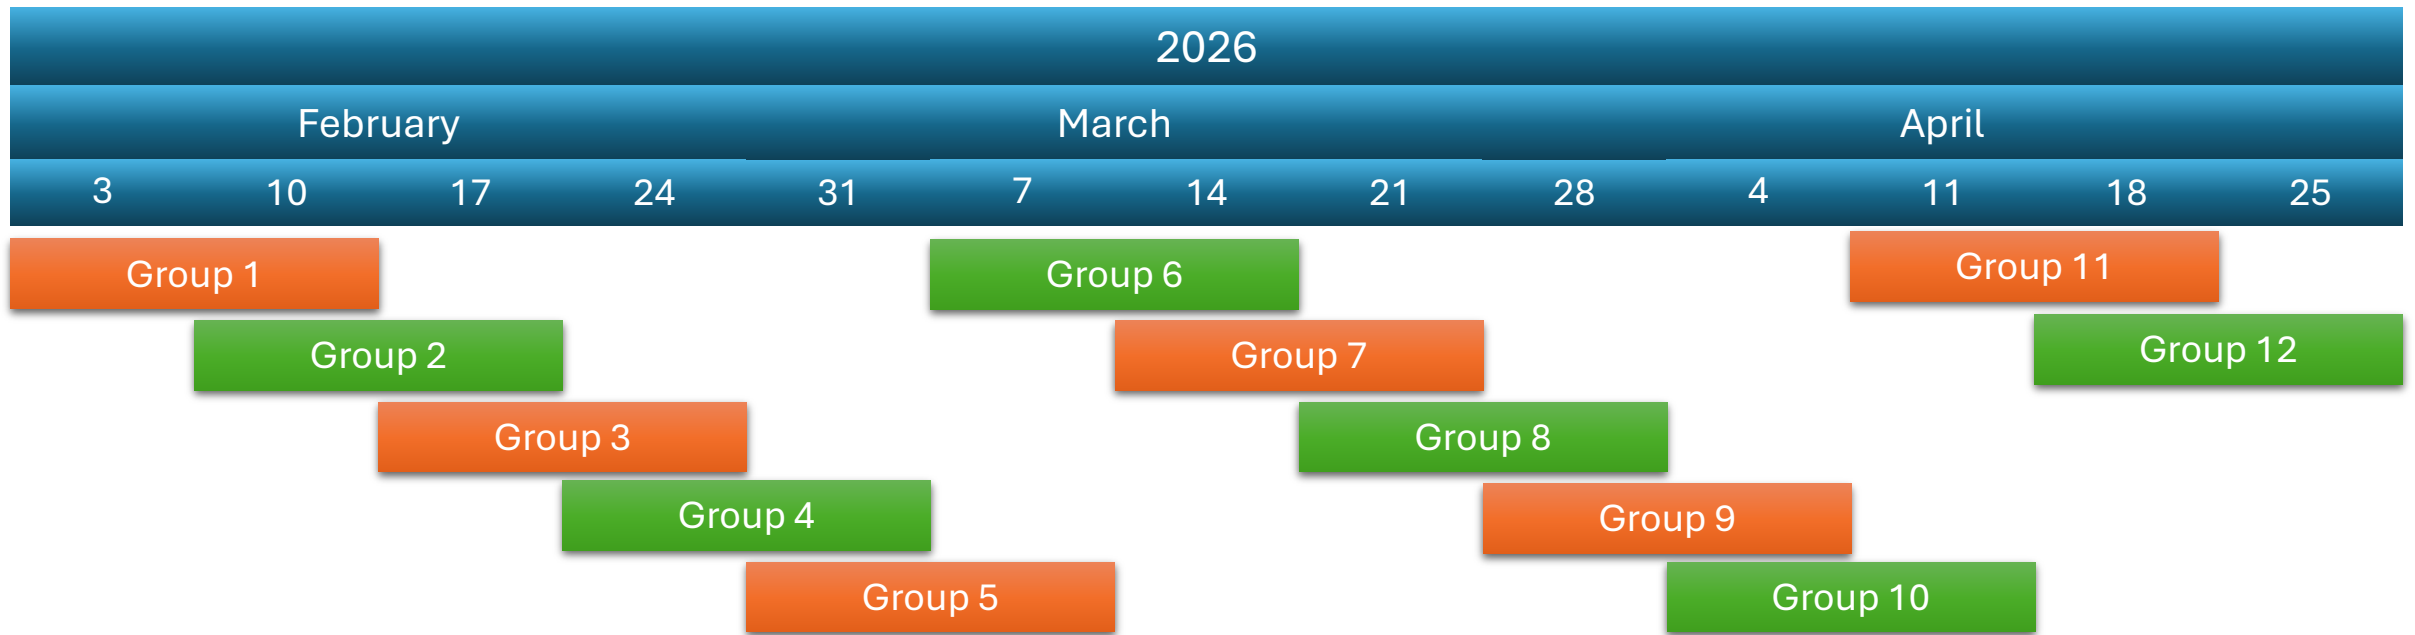 2026
February March April
3 10 17 24 31 7 14 21 28 4 11 18 25
Group 1 Group 6 Group 11
Group 2 Group 7 Group 12
Group 3 Group 8
Group 4 Group 9
Group 5 Group 10